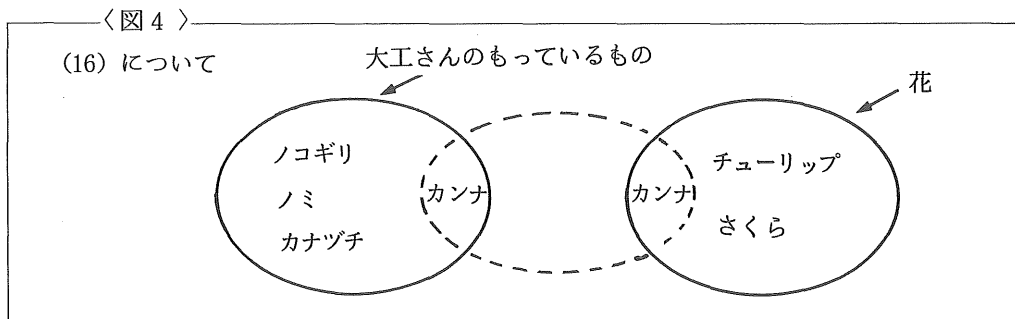 〈図4〉
(16) について
大工さんのもっているもの
花
ノコギリ
ノミ
カナヅチ
カンナ
カンナ
チューリップ
さくら